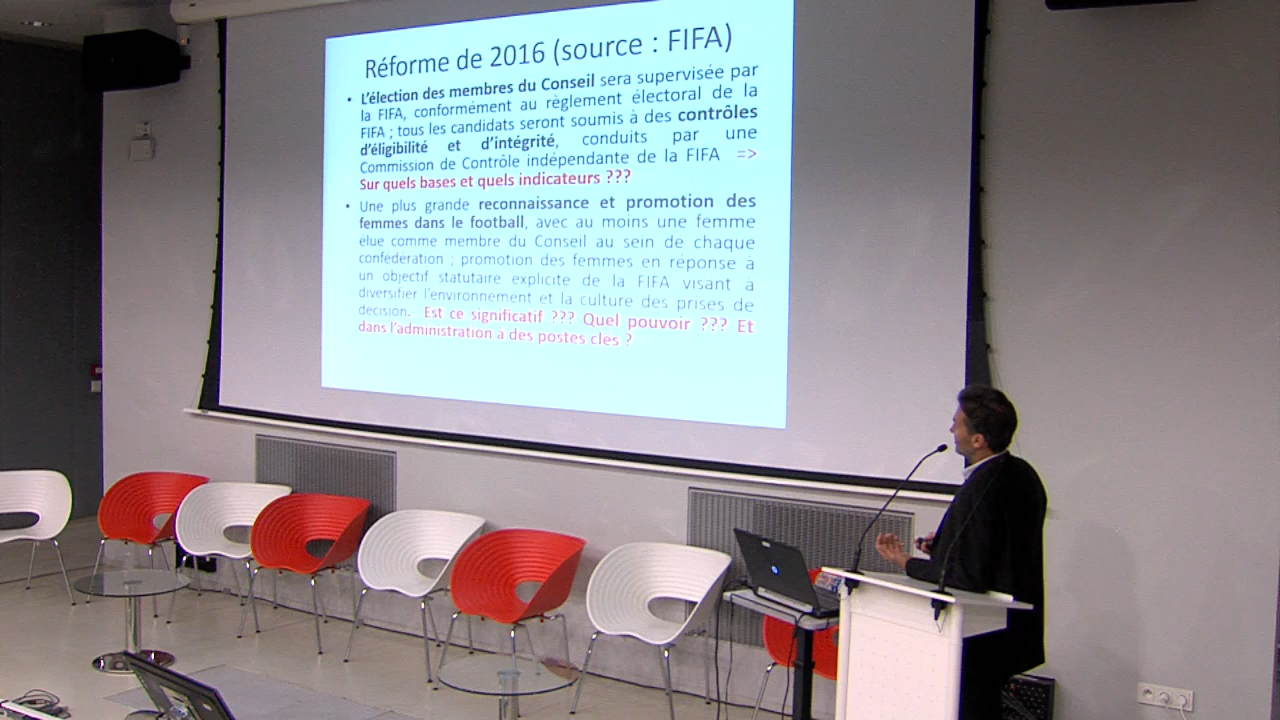 Réforme de 2016 (source : FIFA)
• L'élection des membres du Conseil sera supervisée par
la FIFA, conformément au règlement électoral de la
FIFA ; tous les candidats seront soumis à des contrôles
d'éligibilité et d'intégrité, conduits par une
Commission de Contrôle indépendante de la FIFA =>
Sur quels bases et quels indicateurs ???
• Une plus grande reconnaissance et promotion des
femmes dans le football, avec au moins une femme
élue comme membre du Conseil au sein de chaque
confédération ; promotion des femmes en réponse à
un objectif statutaire explicite de la FIFA visant à
diversifier l'environnement et la culture des prises de
décision. Est ce significatif ??? Quel pouvoir ??? Et
dans l'administration à des postes clés ?